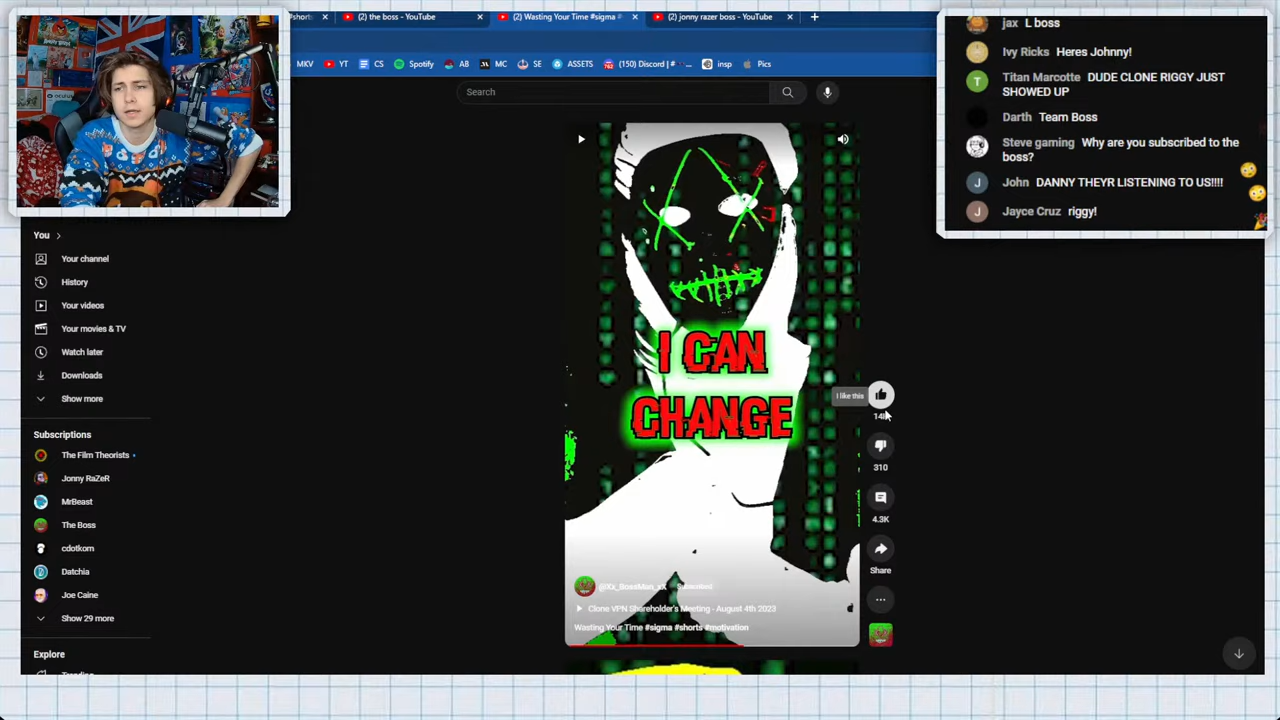 #shorts
(2) the boss - YouTube
(2) Wasting Your Time #sigma #
(2) jonny razer boss - YouTube
MKV
YT
CS
Spotify
AB
MC
SE
ASSETS
(150) Discord | #
insp
Pics
Search
You
Your channel
History
Your videos
Your movies & TV
Watch later
Downloads
Show more
Subscriptions
The Film Theorists
Jonny RaZeR
MrBeast
The Boss
cdotkom
Datchia
Joe Caine
Show 29 more
Explore
Trending
I CAN
CHANGE
I like this
310
4.3K
Share
@Xx_BossMan_xX Subscribed
Clone VPN Shareholder's Meeting - August 4th 2023
Wasting Your Time #sigma #shorts #motivation
jax L boss
Ivy Ricks Heres Johnny!
T
Titan Marcotte DUDE CLONE RIGGY JUST
SHOWED UP
Darth Team Boss
Steve gaming Why are you subscribed to the
boss?
J
John DANNY THEYR LISTENING TO US!!!!
J
Jayce Cruz riggy!